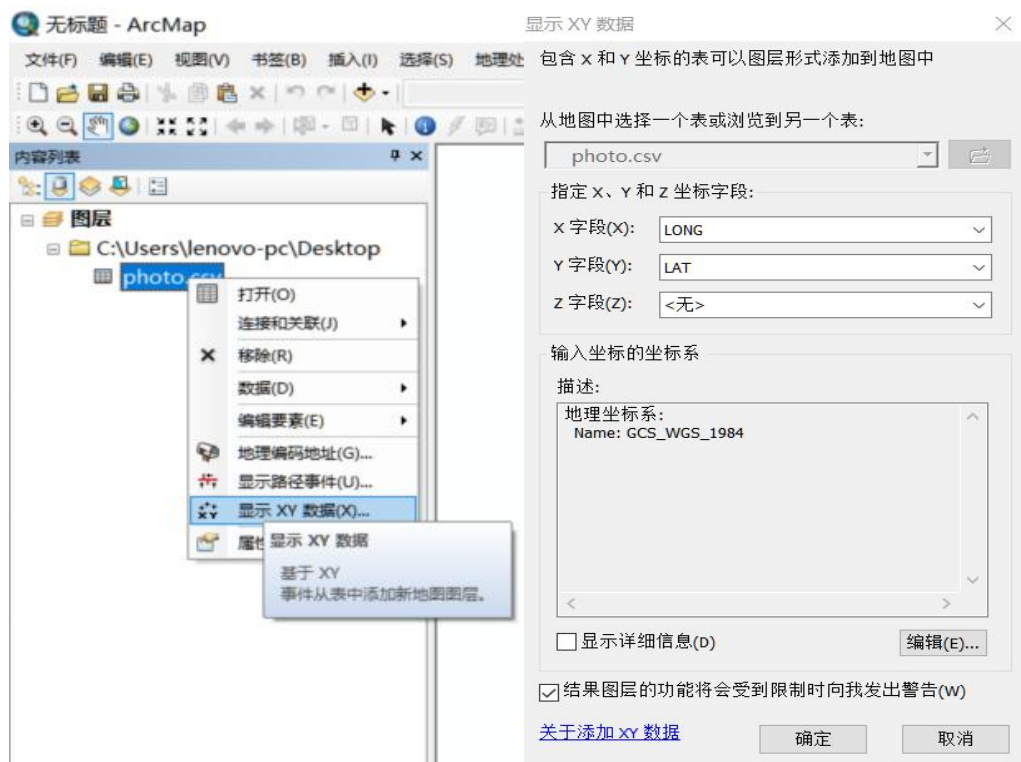 无标题 - ArcMap
文件(F) 编辑(E) 视图(V) 书签(B) 插入(I) 选择(S) 地理处
内容列表
图层
C:\Users\lenovo-pc\Desktop
photo.csv
打开(O)
连接和关联(J)
移除(R)
数据(D)
编辑要素(E)
地理编码地址(G)...
显示路径事件(U)...
显示 XY 数据(X)...
属
显示 XY 数据
基于 XY
事件从表中添加新地图图层。
显示 XY 数据
包含 X 和 Y 坐标的表可以图层形式添加到地图中
从地图中选择一个表或浏览到另一个表:
photo.csv
指定 X、Y 和 Z 坐标字段:
X 字段(X): LONG
Y 字段(Y): LAT
Z 字段(Z): <无>
输入坐标的坐标系
描述:
地理坐标系:
Name: GCS_WGS_1984
显示详细信息(D)
编辑(E)...
结果图层的功能将会受到限制时向我发出警告(W)
关于添加 XY 数据
确定 取消